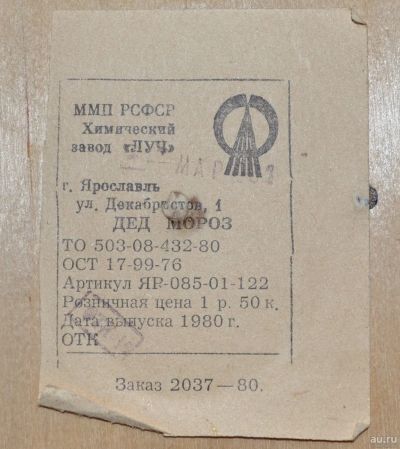 ММП РСФСР
Химический
завод «ЛУЧ»
г. Ярославль
ул. Декабристов, 1
ДЕД МОРОЗ
ТО 503-08-432-80
ОСТ 17-99-76
Артикул ЯР-085-01-122
Розничная цена 1 р. 50 к.
Дата выпуска 1980 г.
ОТК
Заказ 2037—80.
au.ru